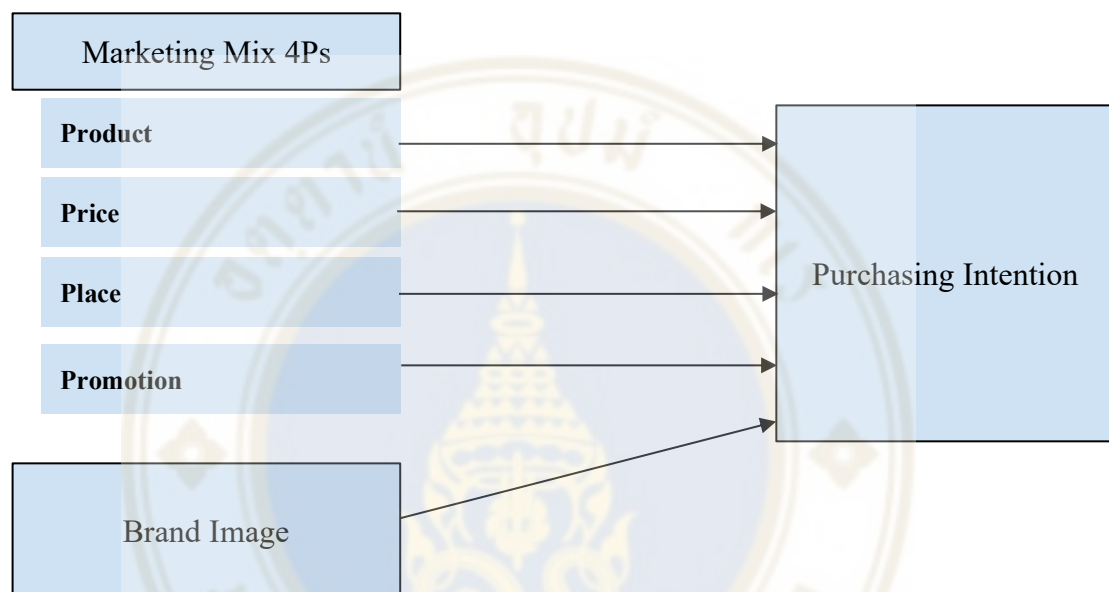 Marketing Mix 4Ps
Product
Price
Place
Promotion
Brand Image
Purchasing Intention